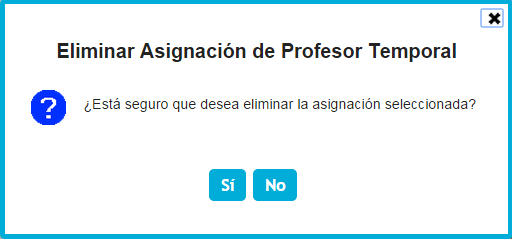 Eliminar Asignación de Profesor Temporal
¿Está seguro que desea eliminar la asignación seleccionada?
Sí No